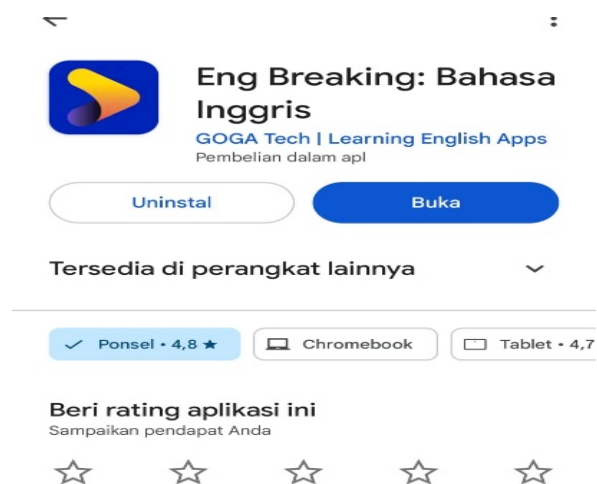 Eng Breaking: Bahasa
Inggris
GOGA Tech | Learning English Apps
Pembelian dalam apl
Uninstal
Buka
Tersedia di perangkat lainnya
Ponsel • 4,8 ★
Chromebook
Tablet • 4,7
Beri rating aplikasi ini
Sampaikan pendapat Anda